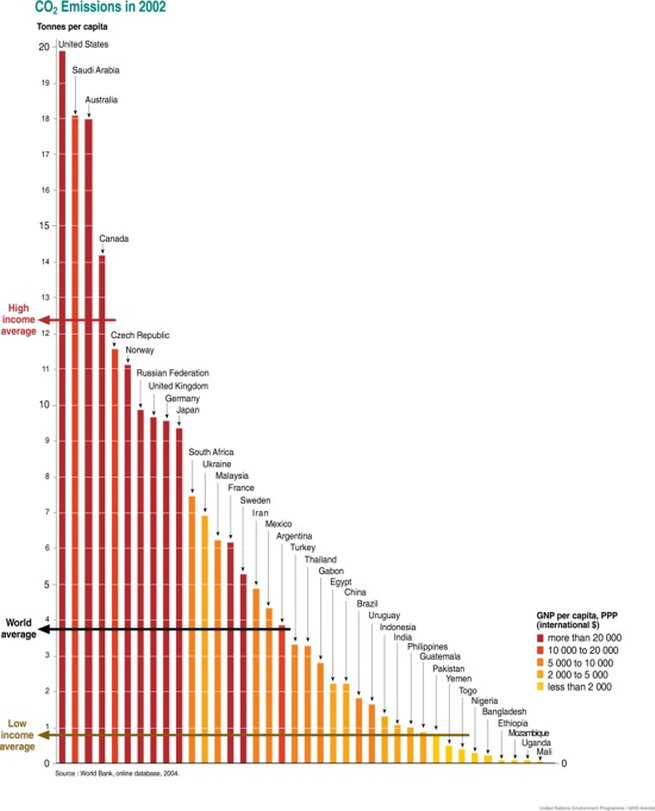 CO₂ Emissions in 2002
Tonnes per capita
20
United States
Saudi Arabia
19
Australia
18
17
16
15
Canada
14
13
High
income
average
12
Czech Republic
Norway
11
Russian Federation
United Kingdom
10
Germany
Japan
9
South Africa
Ukraine
8
Malaysia
France
7
Sweden
Iran
Mexico
6
Argentina
Turkey
Thailand
Gabon
5
Egypt
China
Brazil
4
Uruguay
World
average
Indonesia
India
3
Philippines
Guatemala
Pakistan
2
Yemen
Togo
Nigeria
1
Bangladesh
Low
income
average
Ethiopia
Mozambique
Uganda
Mali
0
0
GNP per capita, PPP
(international $)
more than 20 000
10 000 to 20 000
5 000 to 10 000
2 000 to 5 000
less than 2 000
Source : World Bank, online database, 2004.
United Nations Environment Programme / GRID-Arendal